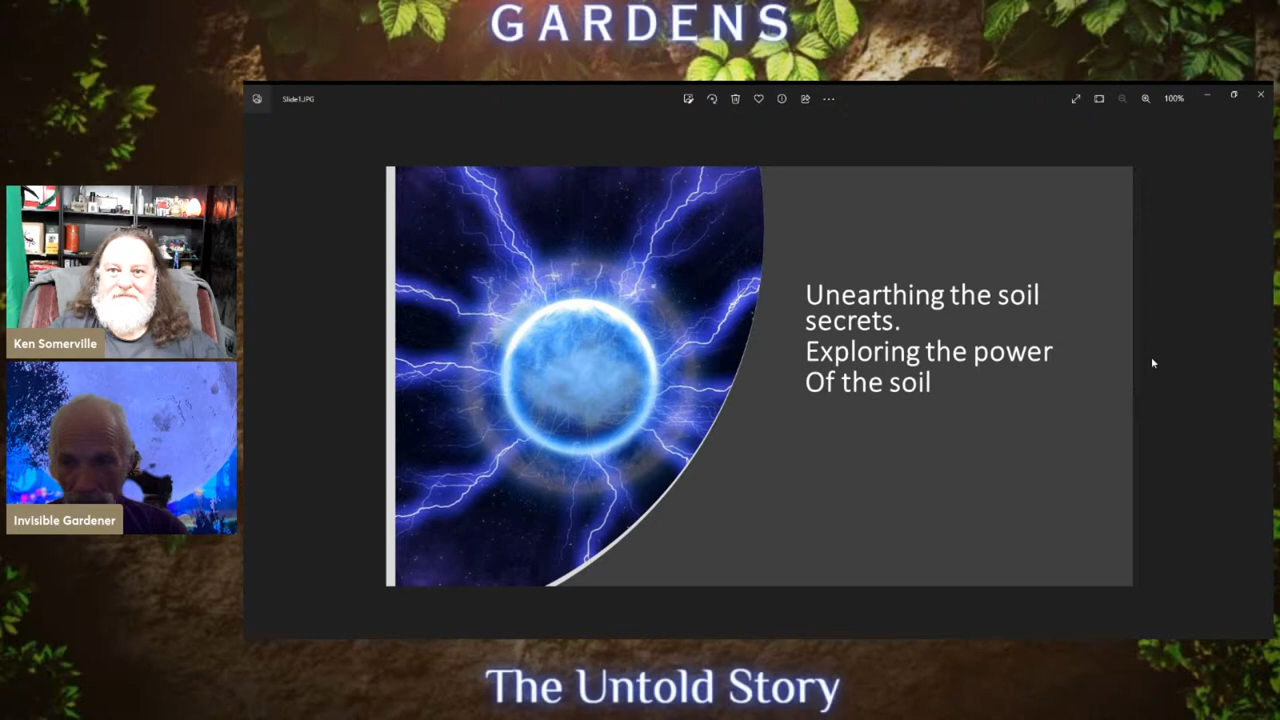 GARDENS
Slide1.JPG
100%
Unearthing the soil
secrets.
Exploring the power
Of the soil
Ken Somerville
Invisible Gardener
The Untold Story